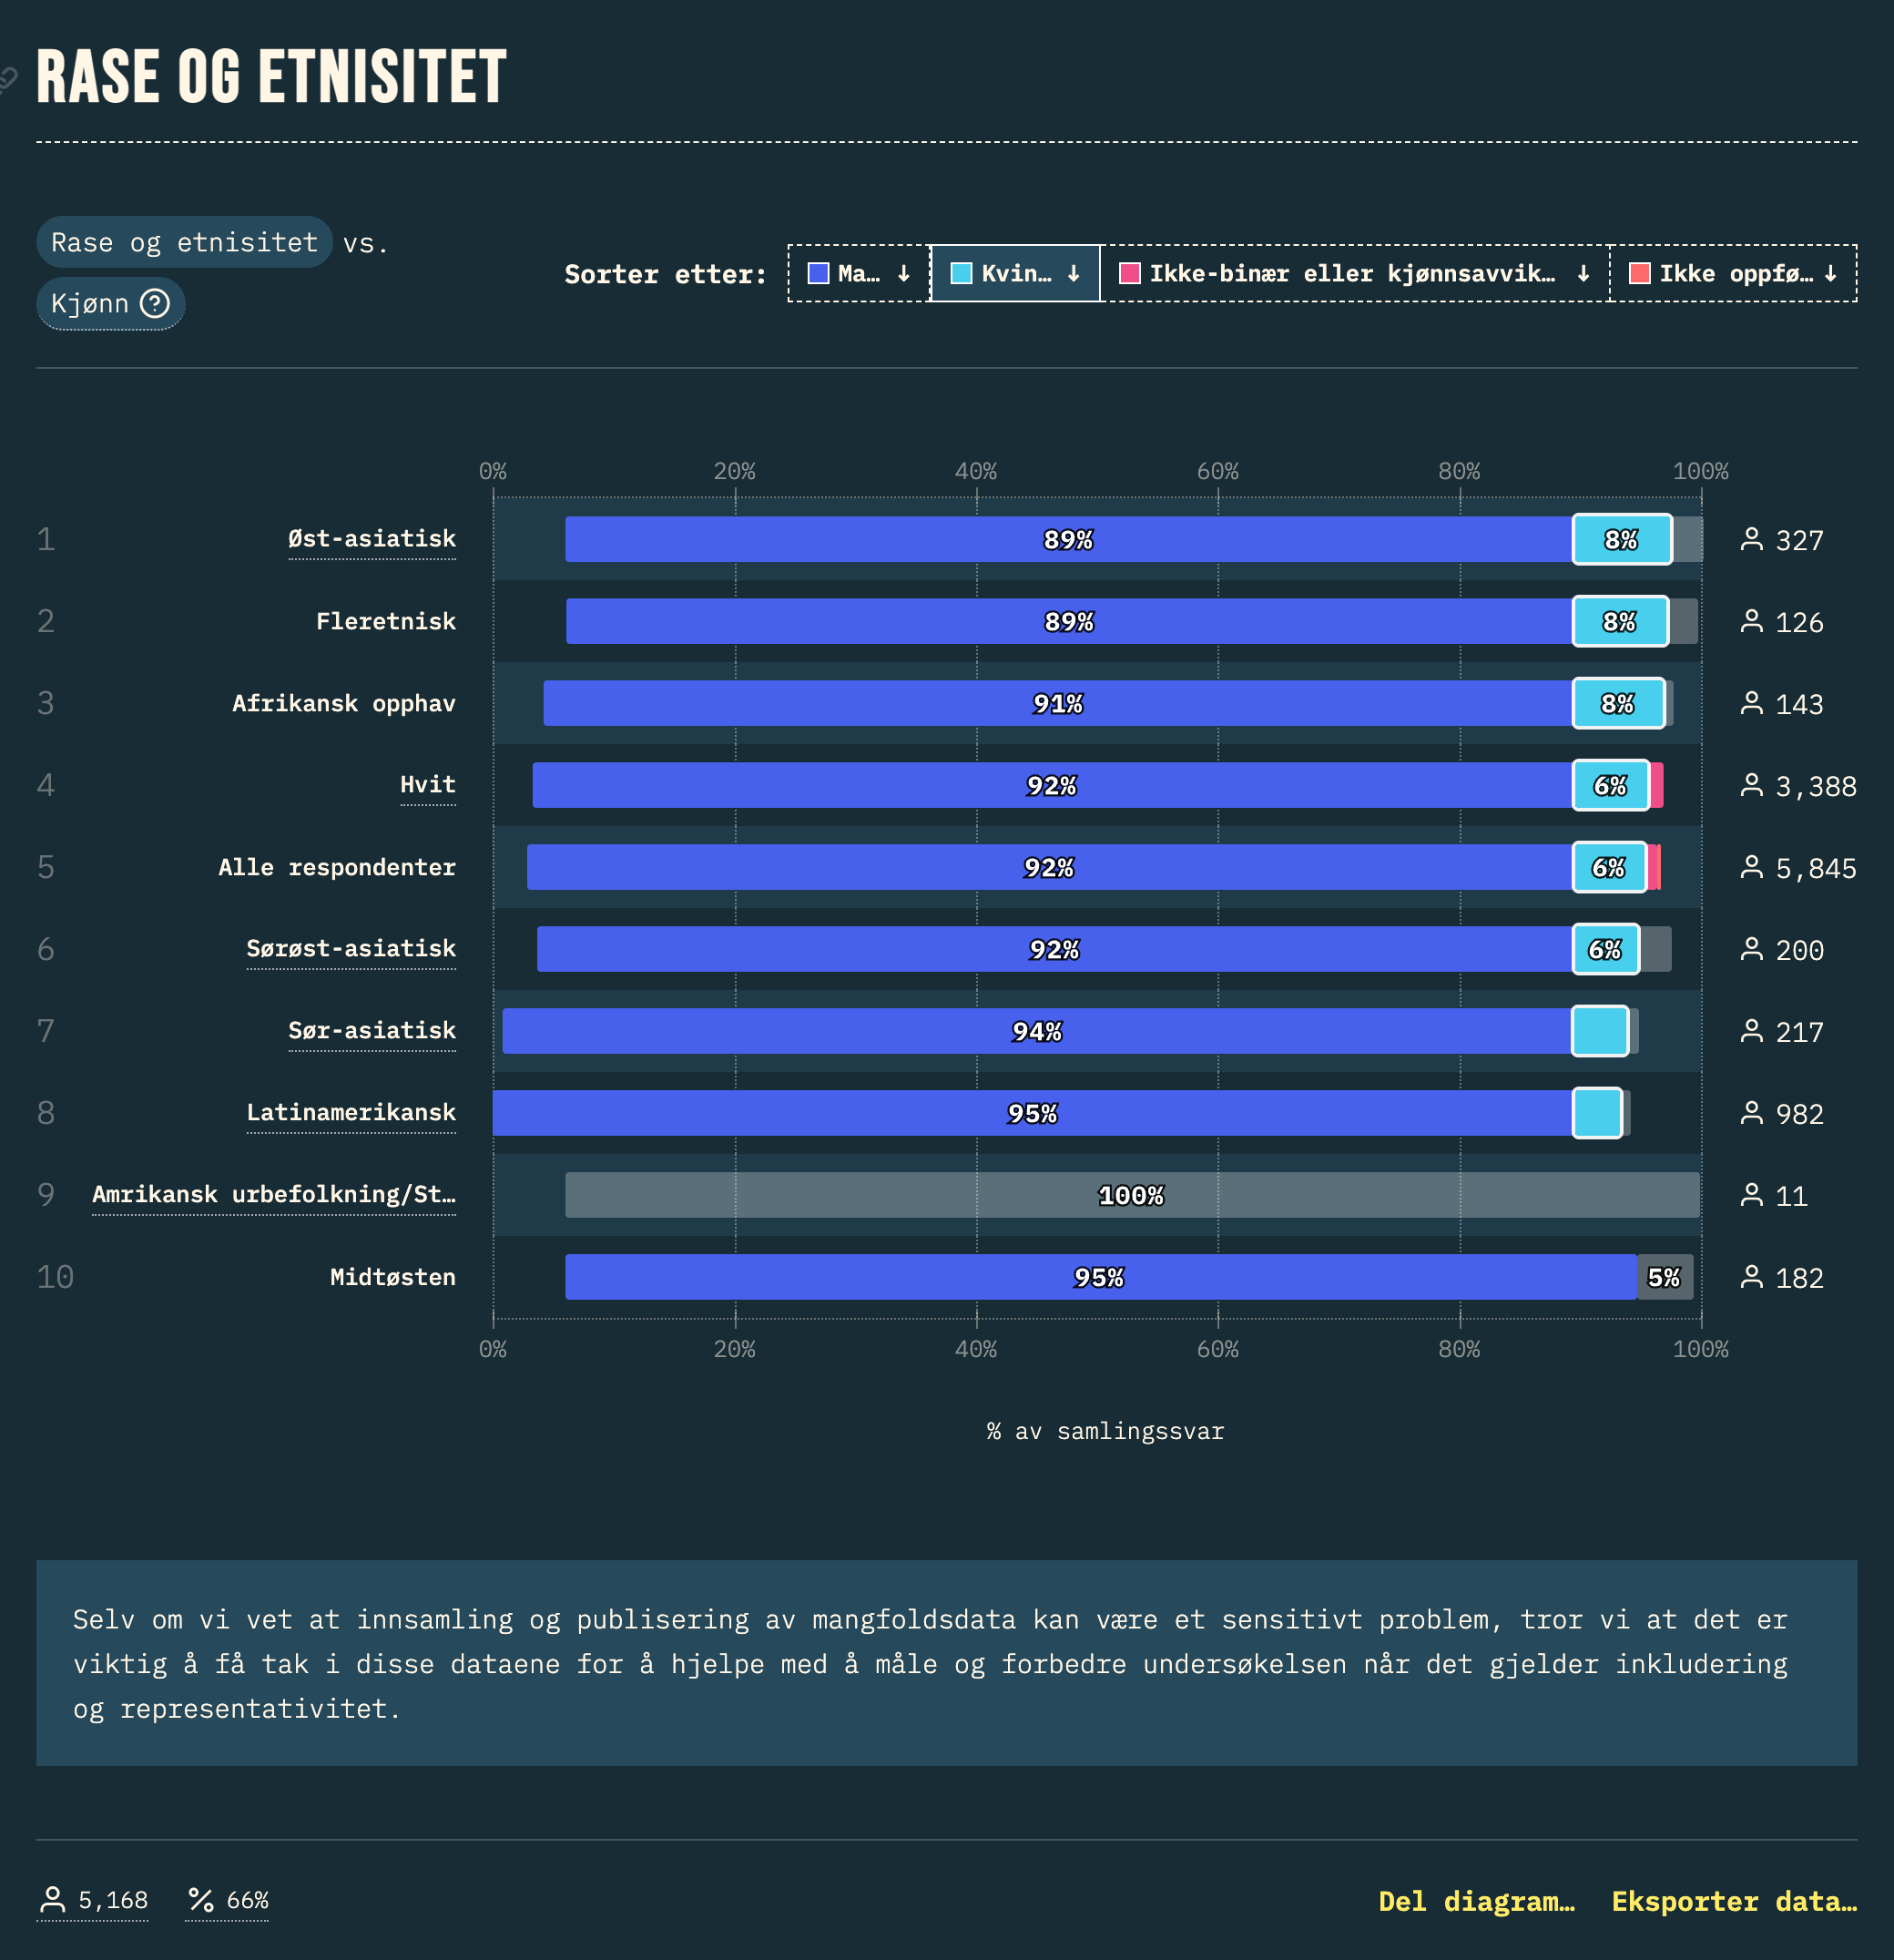 RASE OG ETNISITET
Rase og etnisitet vs.
Kjønn ?
Sorter etter: Ma… ↓ Kvin… ↓ Ikke-binær eller kjønnsavvik… ↓ Ikke oppfø… ↓
0% 20% 40% 60% 80% 100%
1 Øst-asiatisk 89% 8% 327
2 Fleretnisk 89% 8% 126
3 Afrikansk opphav 91% 8% 143
4 Hvit 92% 6% 3,388
5 Alle respondenter 92% 6% 5,845
6 Sørøst-asiatisk 92% 6% 200
7 Sør-asiatisk 94% 217
8 Latinamerikansk 95% 982
9 Amrikansk urbefolkning/St… 100% 11
10 Midtøsten 95% 5% 182
0% 20% 40% 60% 80% 100%
% av samlingssvar
Selv om vi vet at innsamling og publisering av mangfoldsdata kan være et sensitivt problem, tror vi at det er
viktig å få tak i disse dataene for å hjelpe med å måle og forbedre undersøkelsen når det gjelder inkludering
og representativitet.
5,168 % 66% Del diagram… Eksporter data…